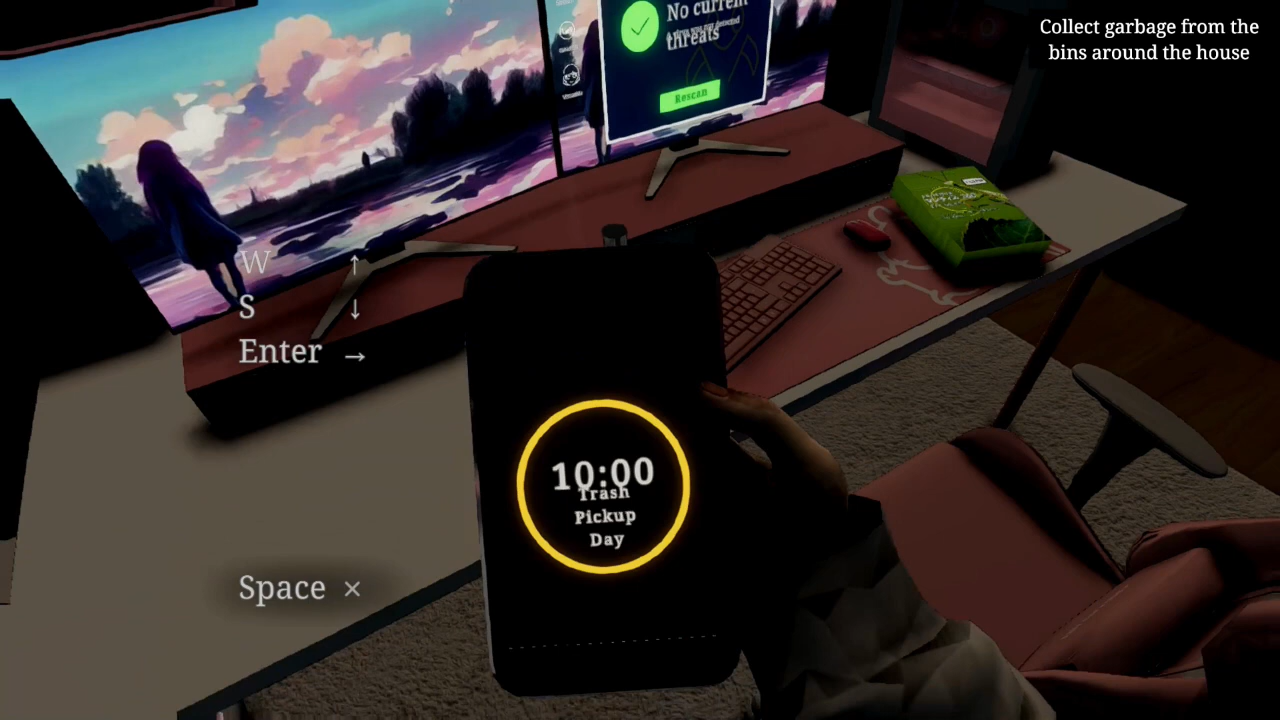 No current
threats
Rescan
Collect garbage from the
bins around the house
W ↑
S ↓
Enter →
10:00
Trash
Pickup
Day
Space ×